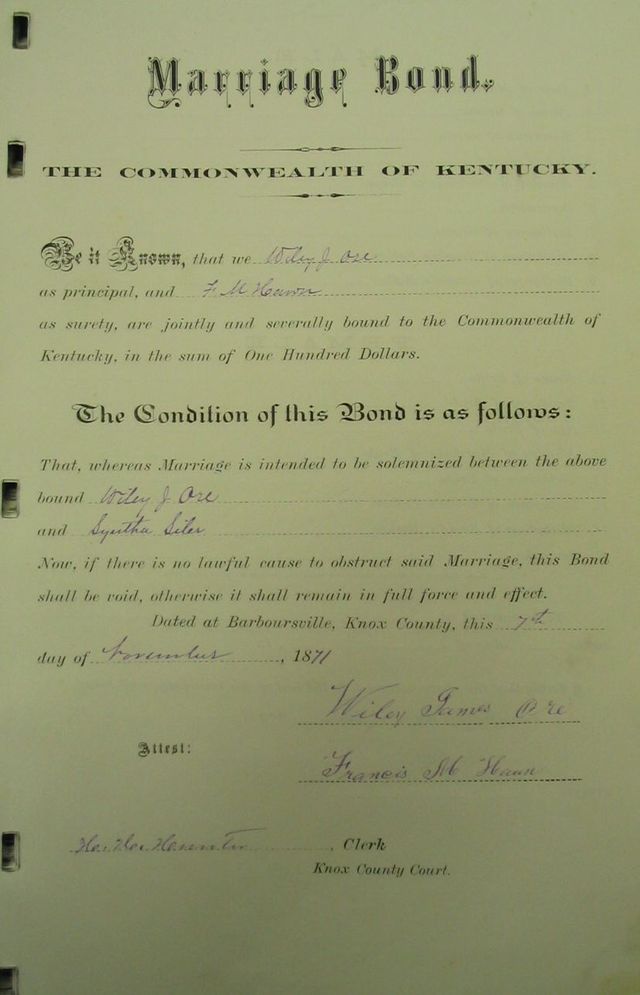 Marriage Bond.
THE COMMONWEALTH OF KENTUCKY.
Be it Known, that we Wiley J Ore
as principal, and F. M Haun
as surety, are jointly and severally bound to the Commonwealth of
Kentucky, in the sum of One Hundred Dollars.
The Condition of this Bond is as follows:
That, whereas Marriage is intended to be solemnized between the above
bound Wiley J Ore
and Syntha Siler
Now, if there is no lawful cause to obstruct said Marriage, this Bond
shall be void, otherwise it shall remain in full force and effect.
Dated at Barboursville, Knox County, this 7th
day of November, 1871
Wiley James Ore
Attest:
Francis M Haun
, Clerk
Knox County Court.